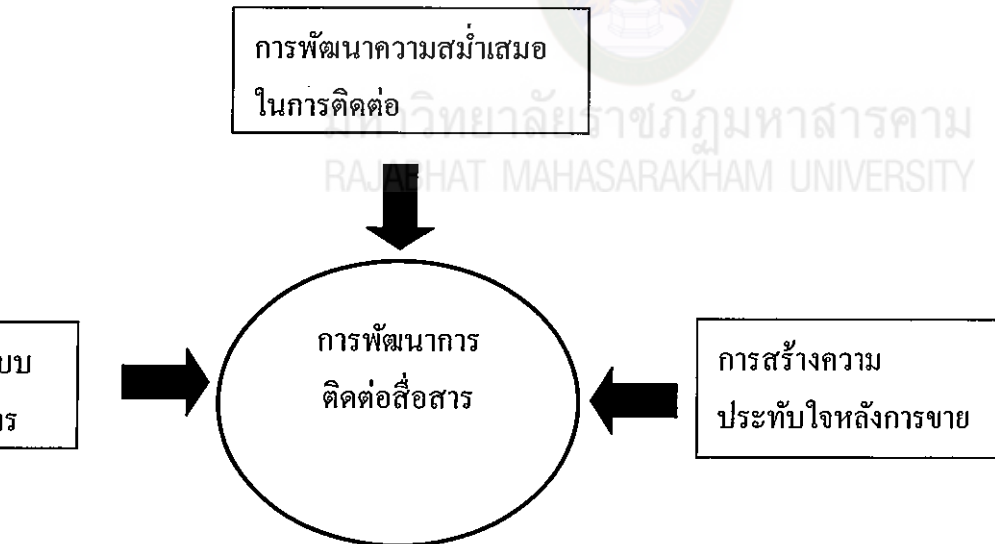 การพัฒนาความสม่ำเสมอ
ในการติดต่อ
มหาวิทยาลัยราชภัฏมหาสารคาม
RAJABHAT MAHASARAKHAM UNIVERSITY
การพัฒนาการ
ติดต่อสื่อสาร
การสร้างความ
ประทับใจหลังการขาย